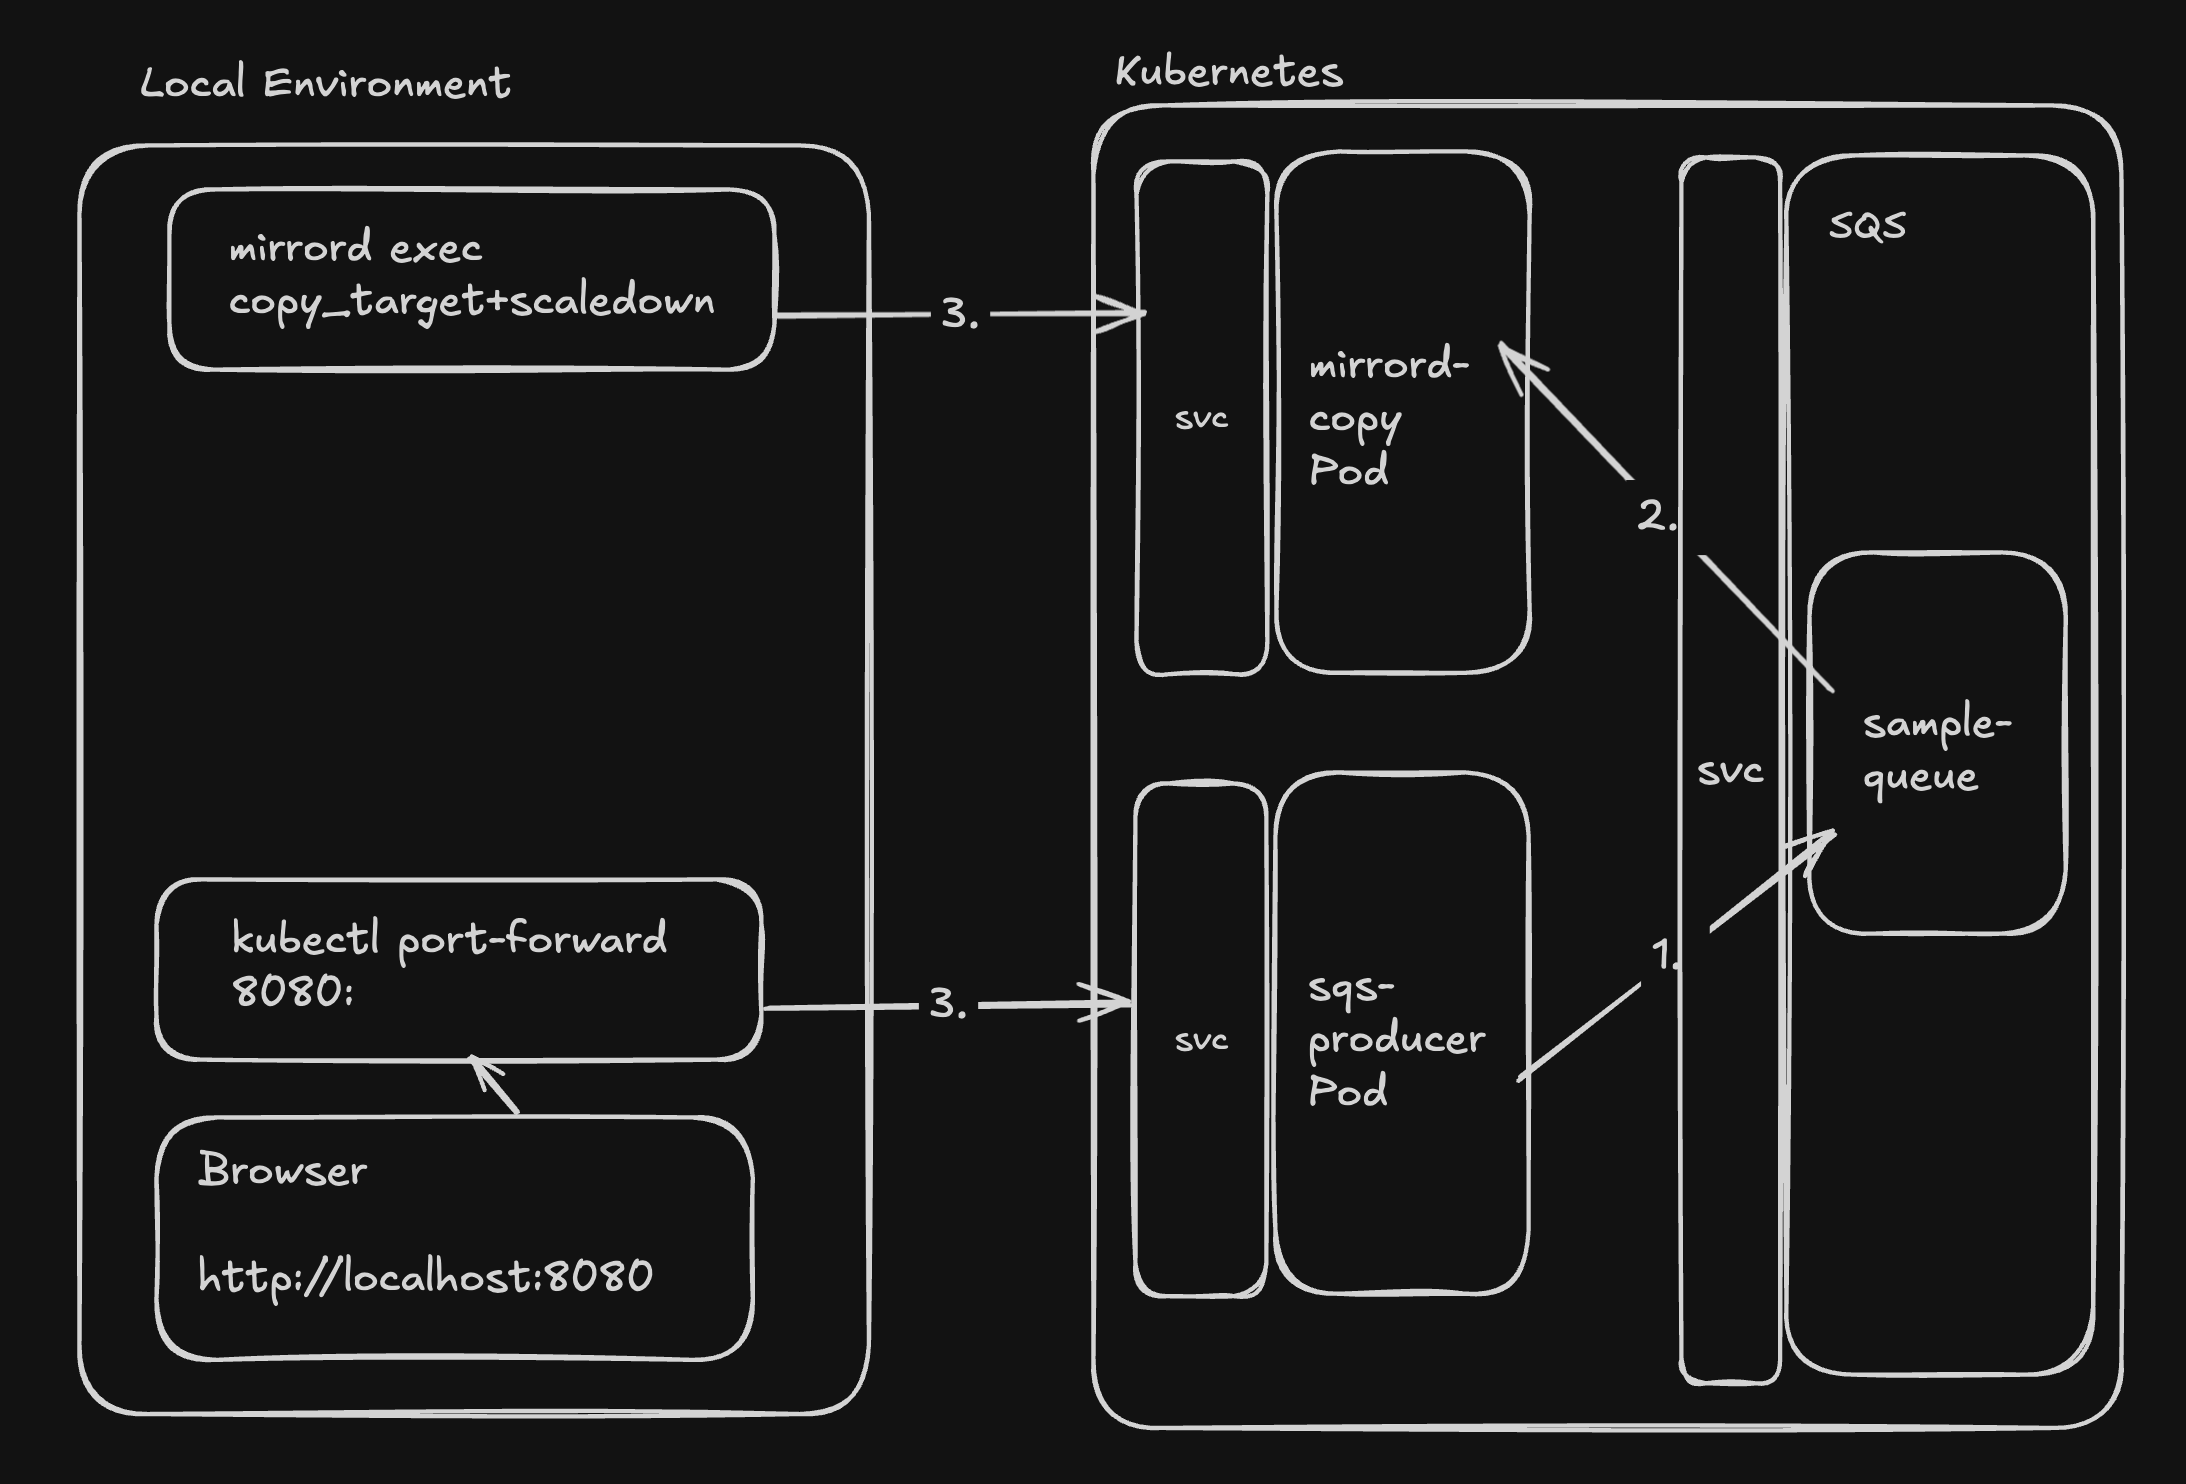 Local Environment
Kubernetes
mirrord exec
copy_target+scaledown
3.
svc
mirrord-
copy
Pod
2.
SQS
sample-
queue
svc
kubectl port-forward
8080:
3.
svc
sqs-
producer
Pod
1.
Browser
http://localhost:8080